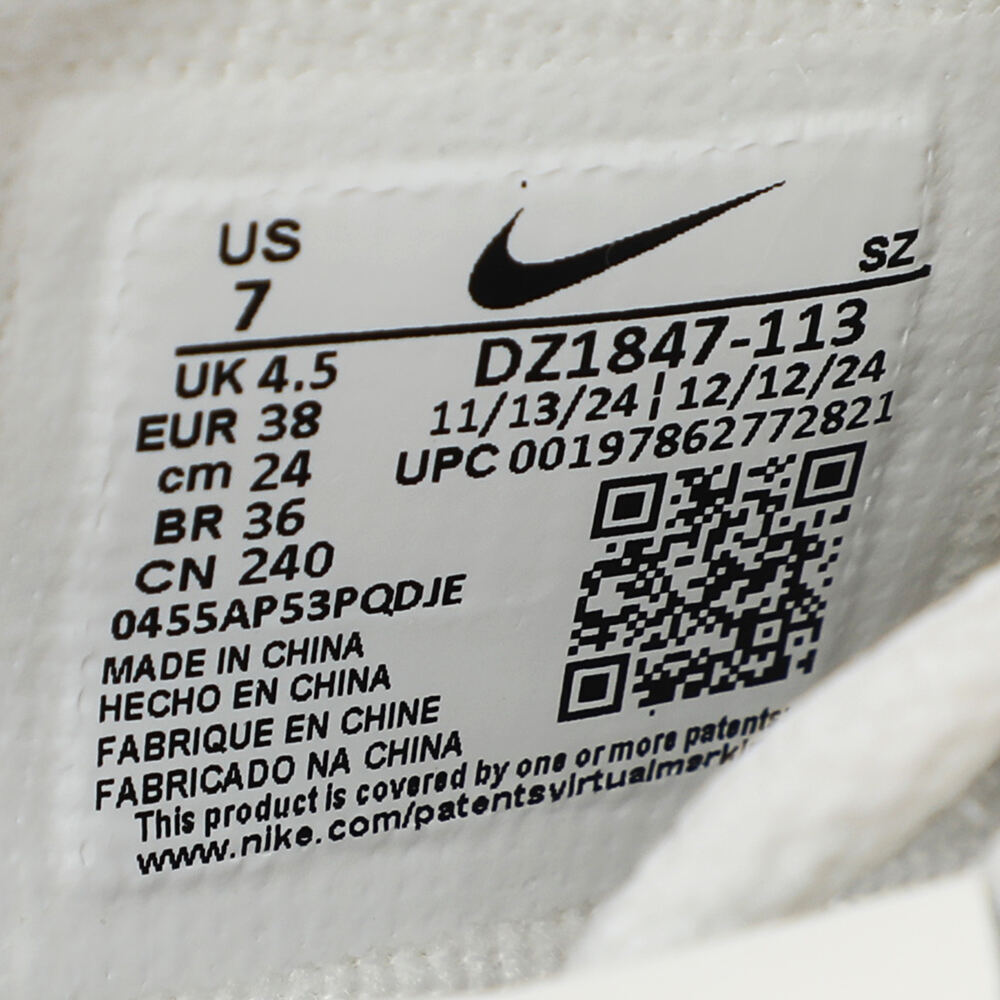 US
7
SZ
UK 4.5
EUR 38
cm 24
BR 36
CN 240
DZ1847-113
11/13/24 ¦ 12/12/24
UPC 00197862772821
0455AP53PQDJE
MADE IN CHINA
HECHO EN CHINA
FABRIQUE EN CHINE
FABRICADO NA CHINA
This product is covered by one or more patents
www.nike.com/patentsvirtualmark